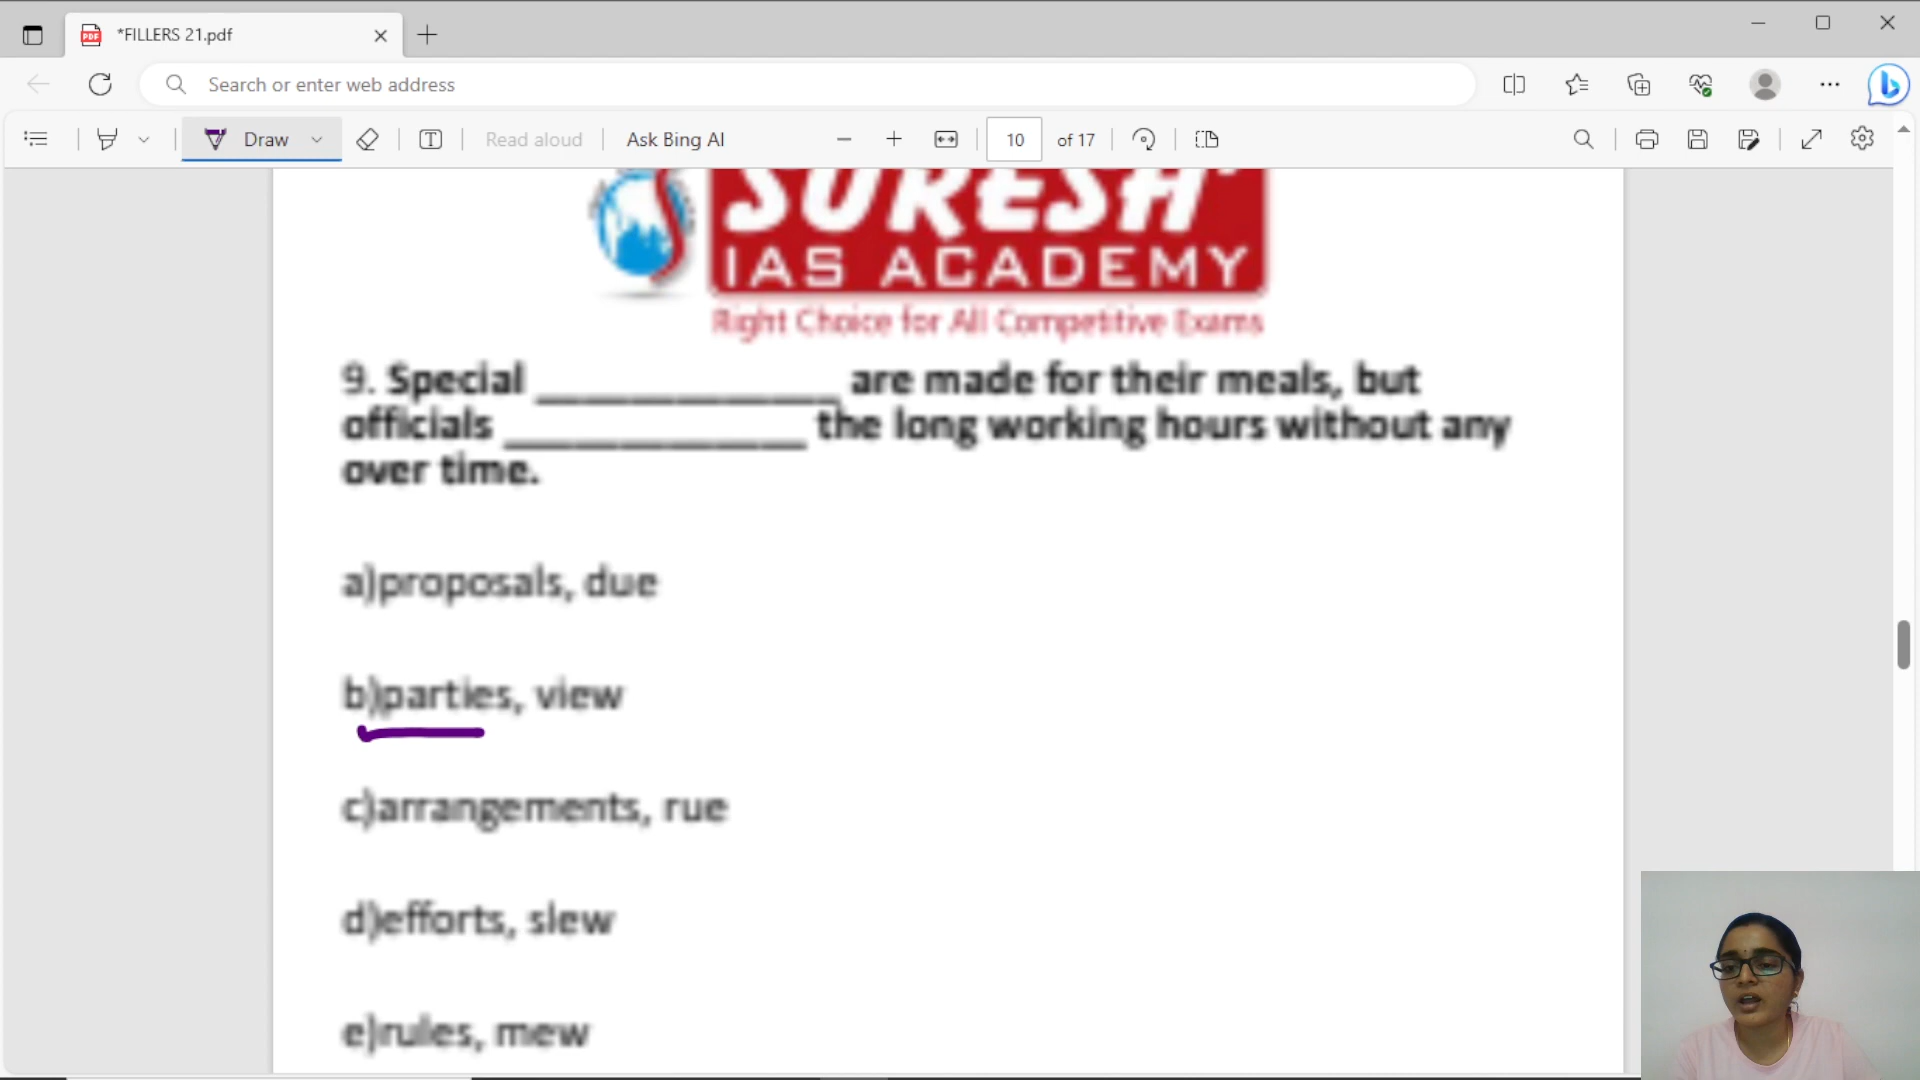 *FILLERS 21.pdf
Search or enter web address
Draw
Read aloud
Ask Bing AI
10 of 17
SURESH
IAS ACADEMY
Right Choice for All Competitive Exams
9. Special ______________ are made for their meals, but
officials ______________ the long working hours without any
over time.
a)proposals, due
b)parties, view
c)arrangements, rue
d)efforts, slew
e)rules, mew